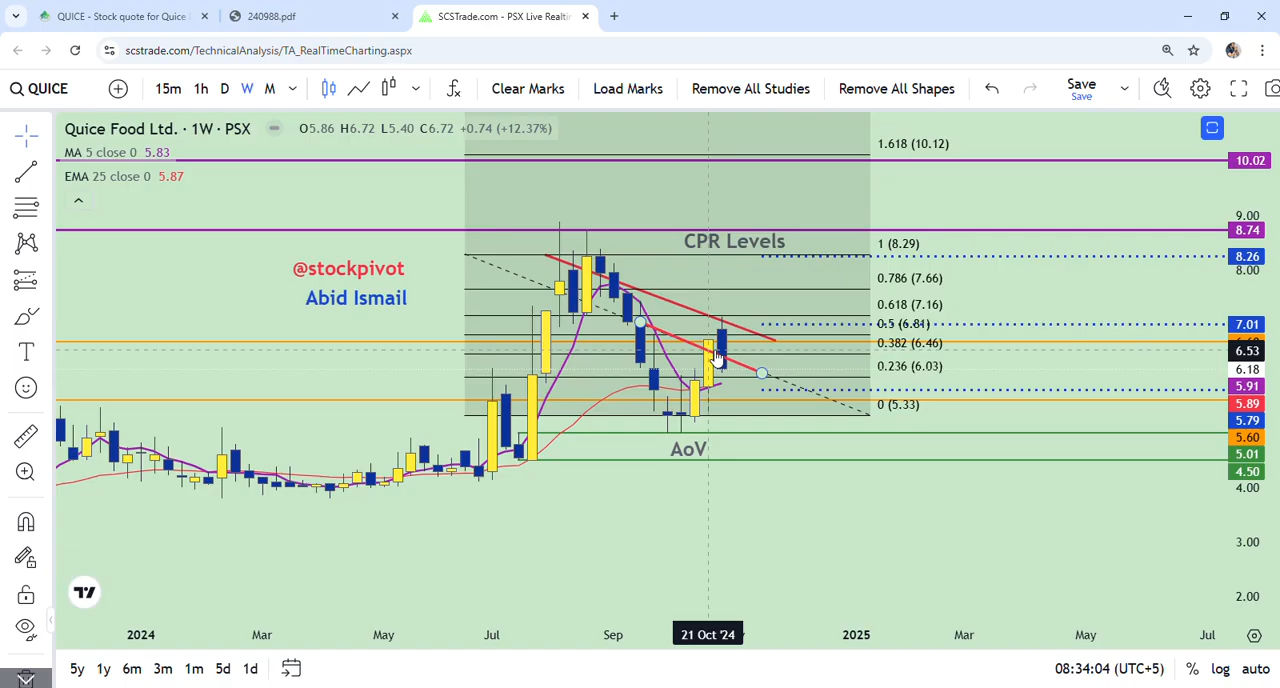 QUICE - Stock quote for Quice
240988.pdf
SCSTrade.com - PSX Live Realtin
scstrade.com/TechnicalAnalysis/TA_RealTimeCharting.aspx
QUICE 15m 1h D W M Clear Marks Load Marks Remove All Studies Remove All Shapes Save
Save
Quice Food Ltd. · 1W · PSX O5.86 H6.72 L5.40 C6.72 +0.74 (+12.37%)
MA 5 close 0 5.83
EMA 25 close 0 5.87
1.618 (10.12)
10.02
9.00
8.74
CPR Levels
1 (8.29)
8.26
@stockpivot
8.00
0.786 (7.66)
Abid Ismail
0.618 (7.16)
0.5 (6.81)
7.01
0.382 (6.46)
6.53
0.236 (6.03)
6.18
5.91
0 (5.33)
5.89
5.79
5.60
AoV
5.01
4.50
4.00
3.00
2.00
2024 Mar May Jul Sep 21 Oct '24 2025 Mar May Jul
5y 1y 6m 3m 1m 5d 1d 08:34:04 (UTC+5) % log auto